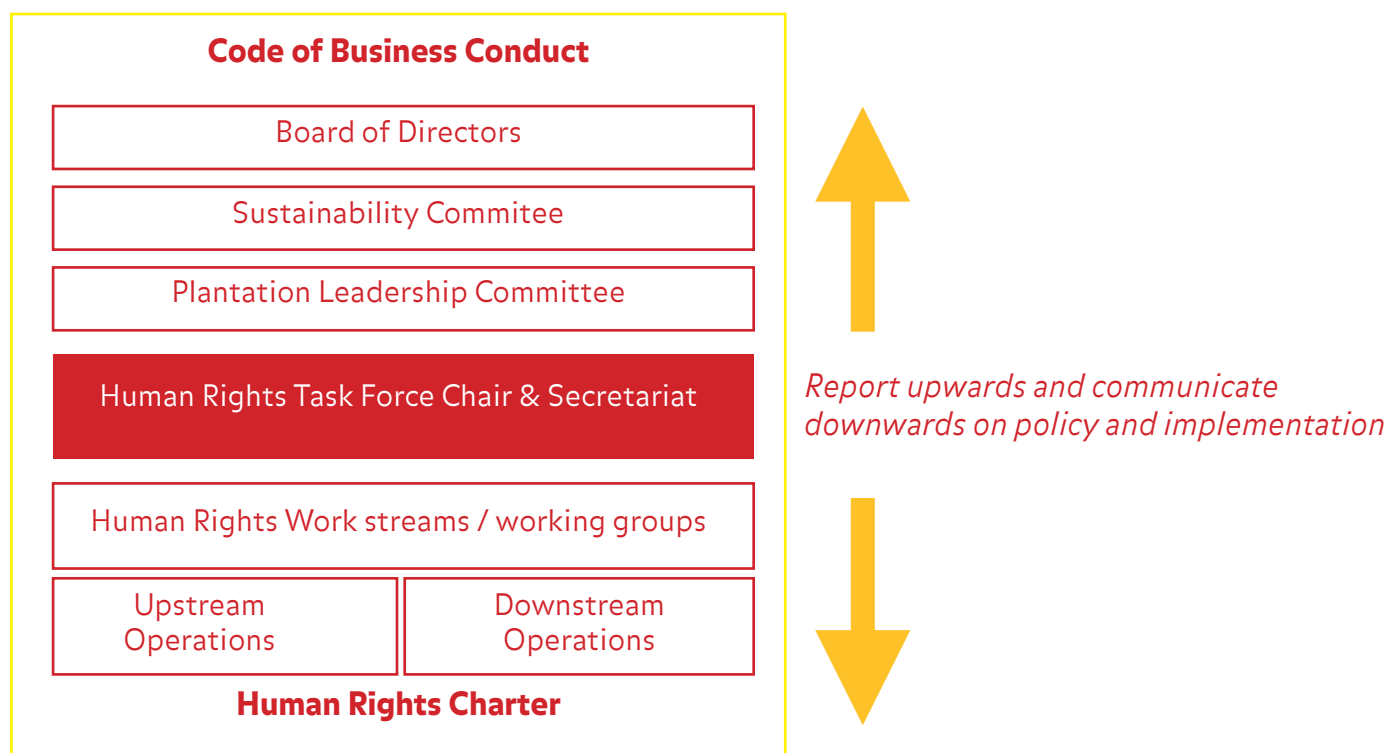 Code of Business Conduct
Board of Directors
Sustainability Commitee
Plantation Leadership Committee
Human Rights Task Force Chair & Secretariat
Report upwards and communicate
downwards on policy and implementation
Human Rights Work streams / working groups
Upstream
Operations
Downstream
Operations
Human Rights Charter